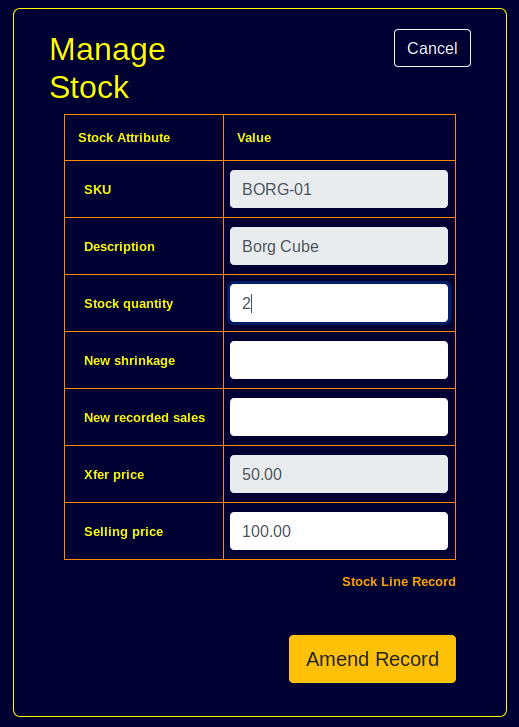 Manage
Stock
Cancel
Stock Attribute Value
SKU BORG-01
Description Borg Cube
Stock quantity 2
New shrinkage
New recorded sales
Xfer price 50.00
Selling price 100.00
Stock Line Record
Amend Record